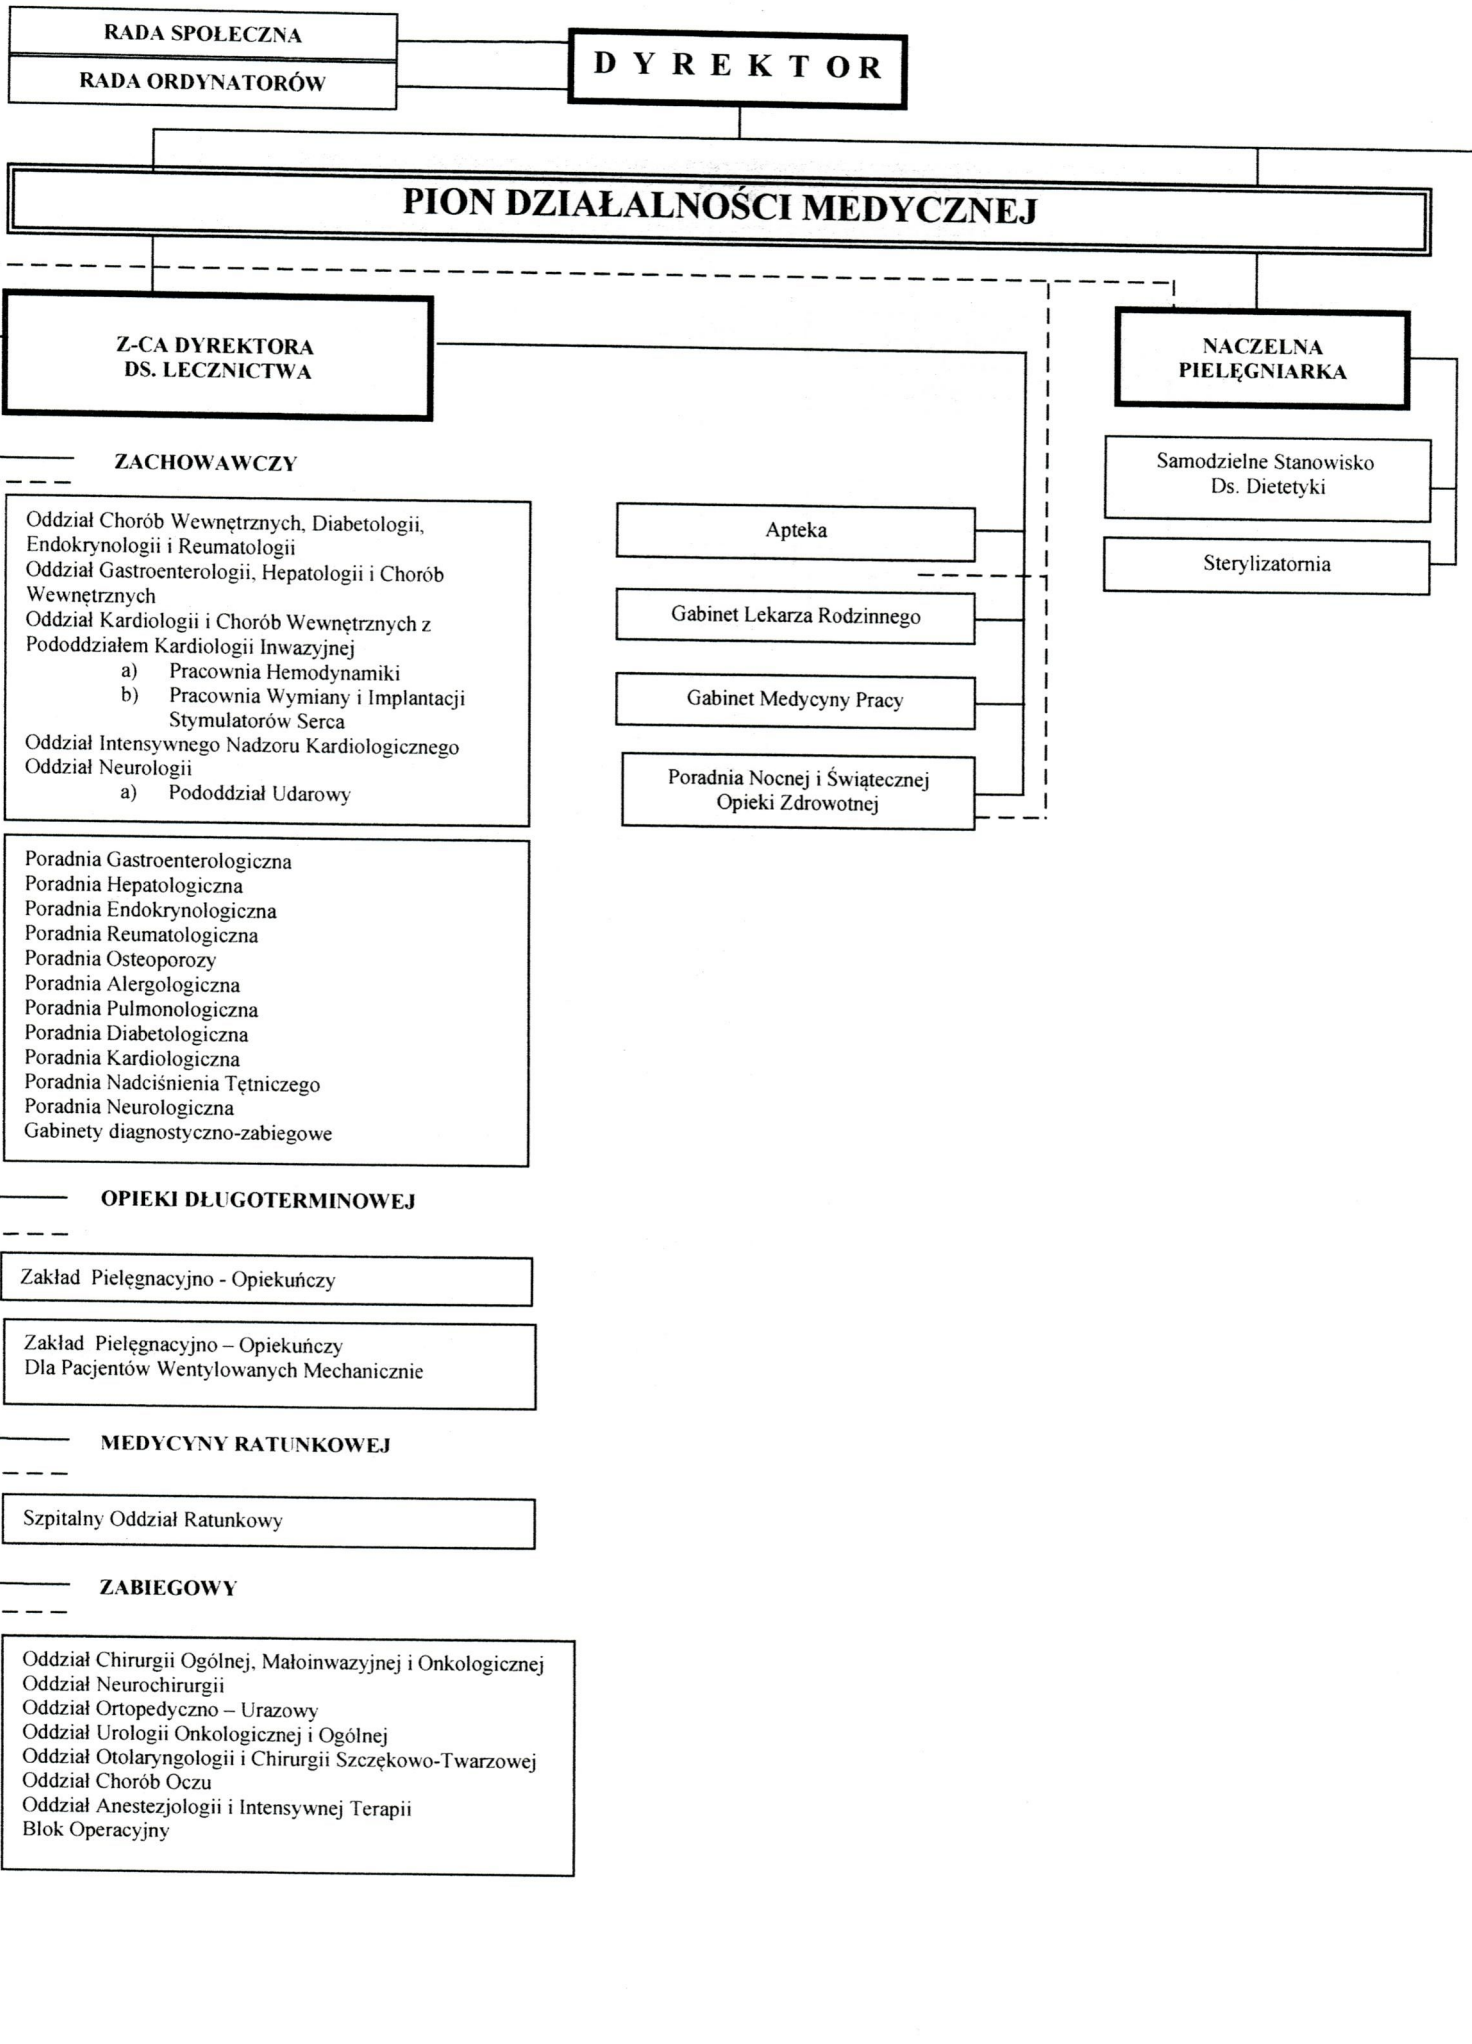 RADA SPOŁECZNA
RADA ORDYNATORÓW
D Y R E K T O R
PION DZIAŁALNOŚCI MEDYCZNEJ
Z-CA DYREKTORA
DS. LECZNICTWA
NACZELNA
PIELĘGNIARKA
Samodzielne Stanowisko
Ds. Dietetyki
Sterylizatornia
ZACHOWAWCZY
Oddział Chorób Wewnętrznych, Diabetologii,
Endokrynologii i Reumatologii
Oddział Gastroenterologii, Hepatologii i Chorób
Wewnętrznych
Oddział Kardiologii i Chorób Wewnętrznych z
Pododdziałem Kardiologii Inwazyjnej
a) Pracownia Hemodynamiki
b) Pracownia Wymiany i Implantacji
Stymulatorów Serca
Oddział Intensywnego Nadzoru Kardiologicznego
Oddział Neurologii
a) Pododdział Udarowy
Apteka
Gabinet Lekarza Rodzinnego
Gabinet Medycyny Pracy
Poradnia Nocnej i Świątecznej
Opieki Zdrowotnej
Poradnia Gastroenterologiczna
Poradnia Hepatologiczna
Poradnia Endokrynologiczna
Poradnia Reumatologiczna
Poradnia Osteoporozy
Poradnia Alergologiczna
Poradnia Pulmonologiczna
Poradnia Diabetologiczna
Poradnia Kardiologiczna
Poradnia Nadciśnienia Tętniczego
Poradnia Neurologiczna
Gabinety diagnostyczno-zabiegowe
OPIEKI DŁUGOTERMINOWEJ
Zakład Pielęgnacyjno - Opiekuńczy
Zakład Pielęgnacyjno – Opiekuńczy
Dla Pacjentów Wentylowanych Mechanicznie
MEDYCYNY RATUNKOWEJ
Szpitalny Oddział Ratunkowy
ZABIEGOWY
Oddział Chirurgii Ogólnej, Małoinwazyjnej i Onkologicznej
Oddział Neurochirurgii
Oddział Ortopedyczno – Urazowy
Oddział Urologii Onkologicznej i Ogólnej
Oddział Otolaryngologii i Chirurgii Szczękowo-Twarzowej
Oddział Chorób Oczu
Oddział Anestezjologii i Intensywnej Terapii
Blok Operacyjny